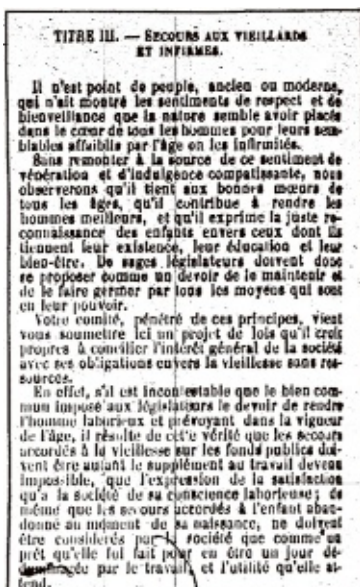 TITRE III. — SECOURS AUX VIEILLARDS
ET INFIRMES.
Il n'est point de peuple, ancien ou moderne,
qui n'ait montré les sentiments de respect et de
bienveillance que la nature semble avoir placés
dans le cœur de tous les hommes pour leurs sem-
blables affaiblis par l'âge ou les infirmités.
Sans remonter à la source de ce sentiment de
vénération et d'indulgence compatissante, nous
observerons qu'il tient aux bonnes mœurs de
tous les âges, qu'il contribue à rendre les
hommes meilleurs, et qu'il exprime la juste re-
connaissance des enfants envers ceux dont ils
tiennent leur existence, leur éducation et leur
bien-être. De sages législateurs doivent donc
se proposer comme un devoir de le maintenir et
de le faire germer par tous les moyens qui sont
en leur pouvoir.
Votre comité, pénétré de ces principes, vient
vous soumettre ici un projet de lois qu'il croit
propres à concilier l'intérêt général de la société
avec ses obligations envers la vieillesse sans res-
sources.
En effet, s'il est incontestable que le bien com-
mun impose aux législateurs le devoir de rendre
l'homme laborieux et prévoyant dans la vigueur
de l'âge, il résulte de cette vérité que les secours
accordés à la vieillesse sur les fonds publics doi-
vent être autant le supplément au travail devenu
impossible, que l'expression de la satisfaction
qu'a la société de sa conscience laborieuse; de
même que les secours accordés à l'enfant aban-
donné au moment de sa naissance, ne doivent
être considérés par société que comme un
prêt qu'elle fait pour en être un jour dé-
par le travail et l'utilité qu'elle at-
tend.